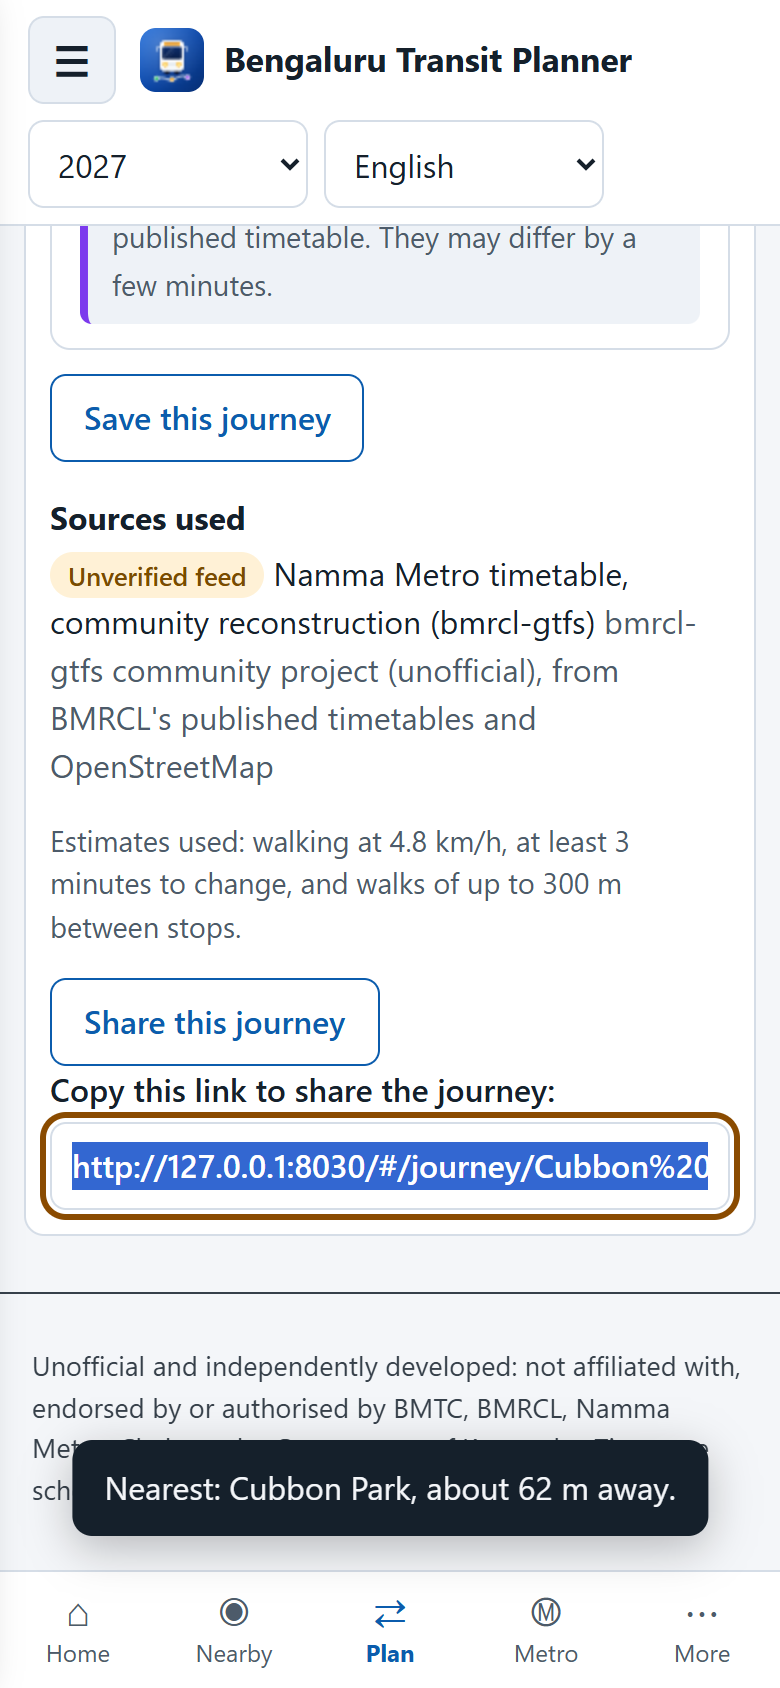 ☰ Bengaluru Transit Planner
2027 English
published timetable. They may differ by a
few minutes.
Save this journey
Sources used
Unverified feed Namma Metro timetable,
community reconstruction (bmrcl-gtfs) bmrcl-
gtfs community project (unofficial), from
BMRCL's published timetables and
OpenStreetMap
Estimates used: walking at 4.8 km/h, at least 3
minutes to change, and walks of up to 300 m
between stops.
Share this journey
Copy this link to share the journey:
http://127.0.0.1:8030/#/journey/Cubbon%20
Unofficial and independently developed: not affiliated with,
endorsed by or authorised by BMTC, BMRCL, Namma
Nearest: Cubbon Park, about 62 m away.
Home Nearby Plan Metro More